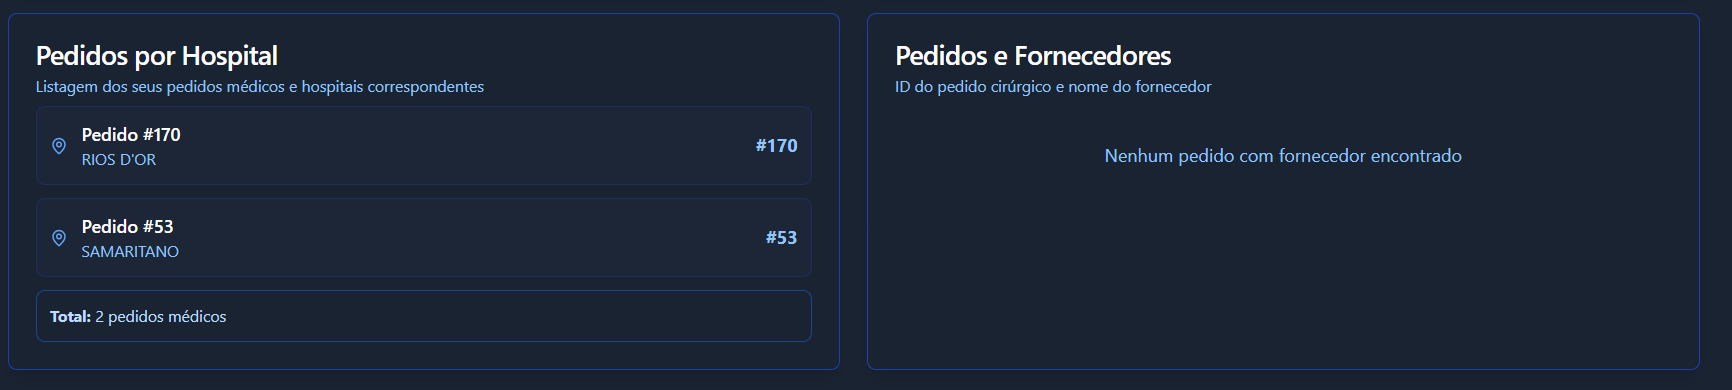 Pedidos por Hospital
Listagem dos seus pedidos médicos e hospitais correspondentes
Pedido #170
RIOS D'OR
#170
Pedido #53
SAMARITANO
#53
Total: 2 pedidos médicos
Pedidos e Fornecedores
ID do pedido cirúrgico e nome do fornecedor
Nenhum pedido com fornecedor encontrado